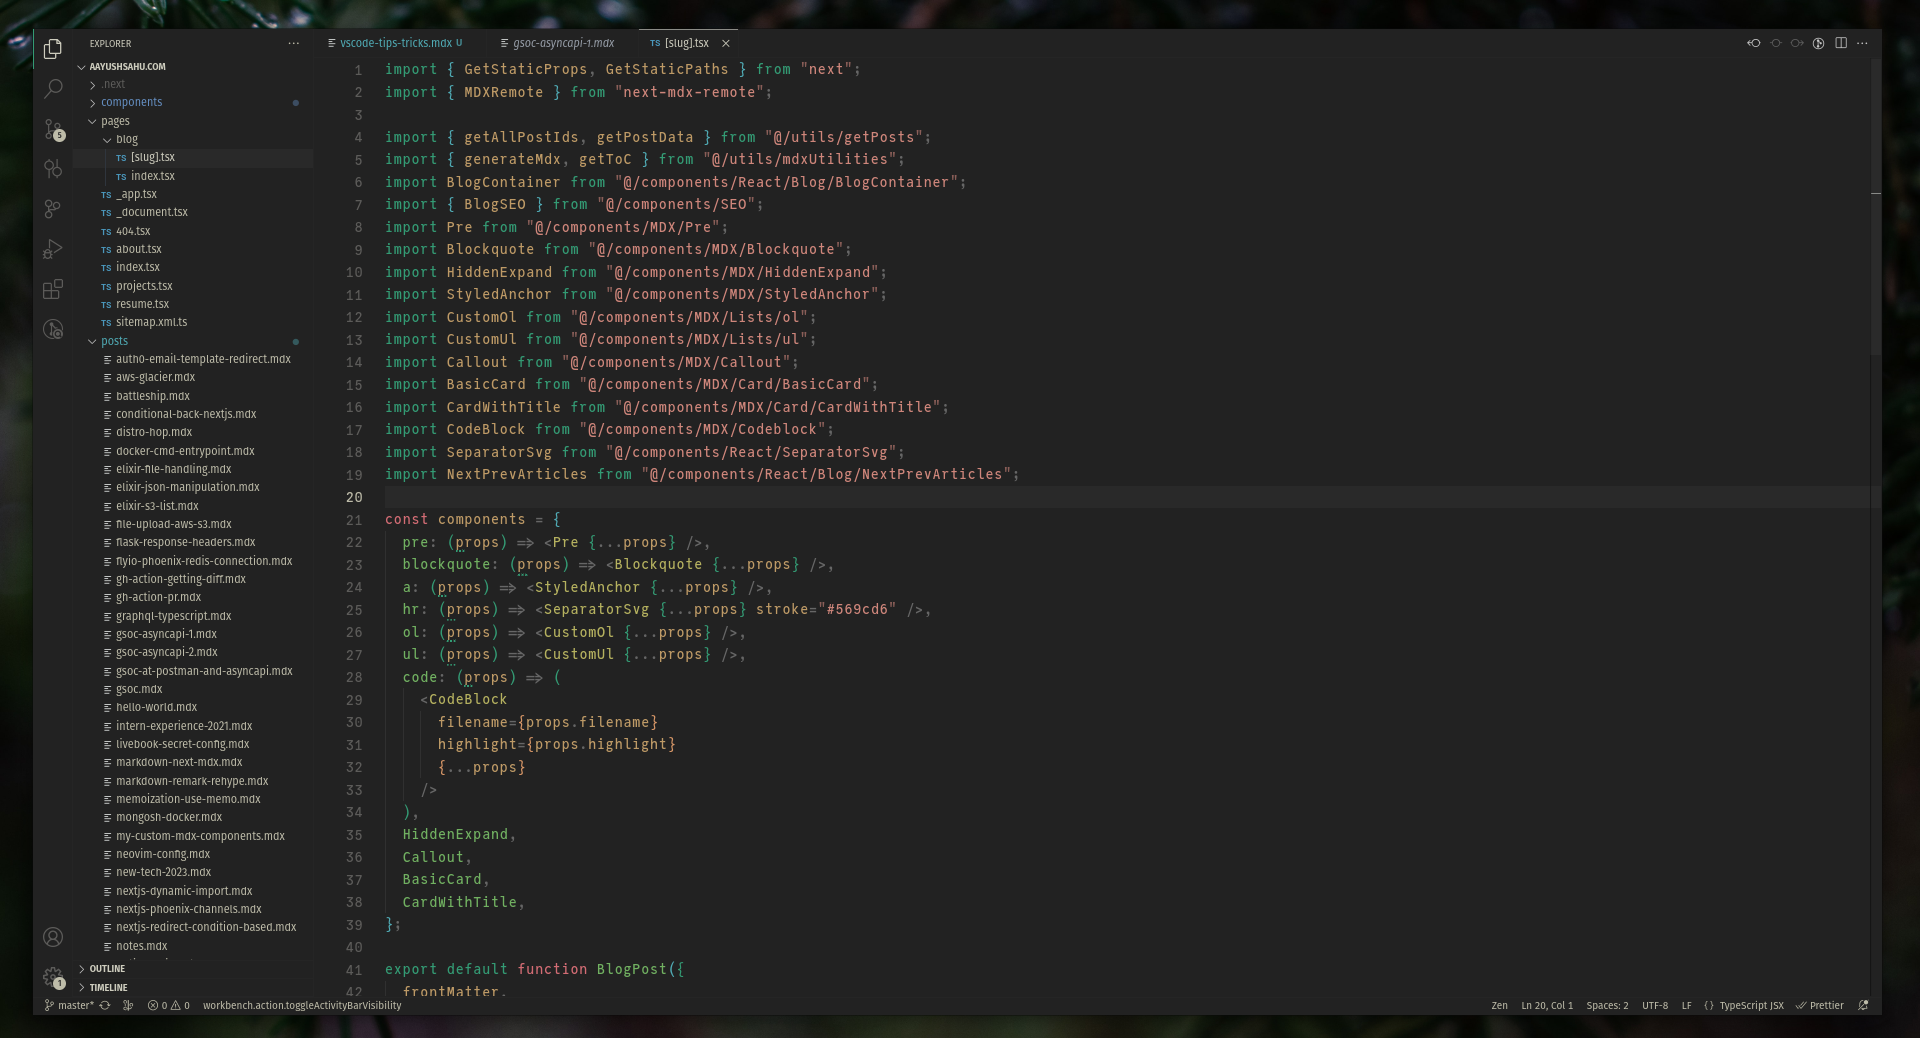 EXPLORER
AAYUSHSAHU.COM
.next
components
pages
blog
TS [slug].tsx
TS index.tsx
TS _app.tsx
TS _document.tsx
TS 404.tsx
TS about.tsx
TS index.tsx
TS projects.tsx
TS resume.tsx
TS sitemap.xml.ts
posts
auth0-email-template-redirect.mdx
aws-glacier.mdx
battleship.mdx
conditional-back-nextjs.mdx
distro-hop.mdx
docker-cmd-entrypoint.mdx
elixir-file-handling.mdx
elixir-json-manipulation.mdx
elixir-s3-list.mdx
file-upload-aws-s3.mdx
flask-response-headers.mdx
flyio-phoenix-redis-connection.mdx
gh-action-getting-diff.mdx
gh-action-pr.mdx
graphql-typescript.mdx
gsoc-asyncapi-1.mdx
gsoc-asyncapi-2.mdx
gsoc-at-postman-and-asyncapi.mdx
gsoc.mdx
hello-world.mdx
intern-experience-2021.mdx
livebook-secret-config.mdx
markdown-next-mdx.mdx
markdown-remark-rehype.mdx
memoization-use-memo.mdx
mongosh-docker.mdx
my-custom-mdx-components.mdx
neovim-config.mdx
new-tech-2023.mdx
nextjs-dynamic-import.mdx
nextjs-phoenix-channels.mdx
nextjs-redirect-condition-based.mdx
notes.mdx
OUTLINE
TIMELINE
5
1
vscode-tips-tricks.mdx U
gsoc-asyncapi-1.mdx
TS [slug].tsx
1 import { GetStaticProps, GetStaticPaths } from "next";
2 import { MDXRemote } from "next-mdx-remote";
3
4 import { getAllPostIds, getPostData } from "@/utils/getPosts";
5 import { generateMdx, getToC } from "@/utils/mdxUtilities";
6 import BlogContainer from "@/components/React/Blog/BlogContainer";
7 import { BlogSEO } from "@/components/SEO";
8 import Pre from "@/components/MDX/Pre";
9 import Blockquote from "@/components/MDX/Blockquote";
10 import HiddenExpand from "@/components/MDX/HiddenExpand";
11 import StyledAnchor from "@/components/MDX/StyledAnchor";
12 import CustomOl from "@/components/MDX/Lists/ol";
13 import CustomUl from "@/components/MDX/Lists/ul";
14 import Callout from "@/components/MDX/Callout";
15 import BasicCard from "@/components/MDX/Card/BasicCard";
16 import CardWithTitle from "@/components/MDX/Card/CardWithTitle";
17 import CodeBlock from "@/components/MDX/Codeblock";
18 import SeparatorSvg from "@/components/React/SeparatorSvg";
19 import NextPrevArticles from "@/components/React/Blog/NextPrevArticles";
20
21 const components = {
22 pre: (props) => <Pre {...props} />,
23 blockquote: (props) => <Blockquote {...props} />,
24 a: (props) => <StyledAnchor {...props} />,
25 hr: (props) => <SeparatorSvg {...props} stroke="#569cd6" />,
26 ol: (props) => <CustomOl {...props} />,
27 ul: (props) => <CustomUl {...props} />,
28 code: (props) => (
29 <CodeBlock
30 filename={props.filename}
31 highlight={props.highlight}
32 {...props}
33 />
34 ),
35 HiddenExpand,
36 Callout,
37 BasicCard,
38 CardWithTitle,
39 };
40
41 export default function BlogPost({
42 frontMatter,
master* 0 0 workbench.action.toggleActivityBarVisibility
Zen Ln 20, Col 1 Spaces: 2 UTF-8 LF {} TypeScript JSX Prettier